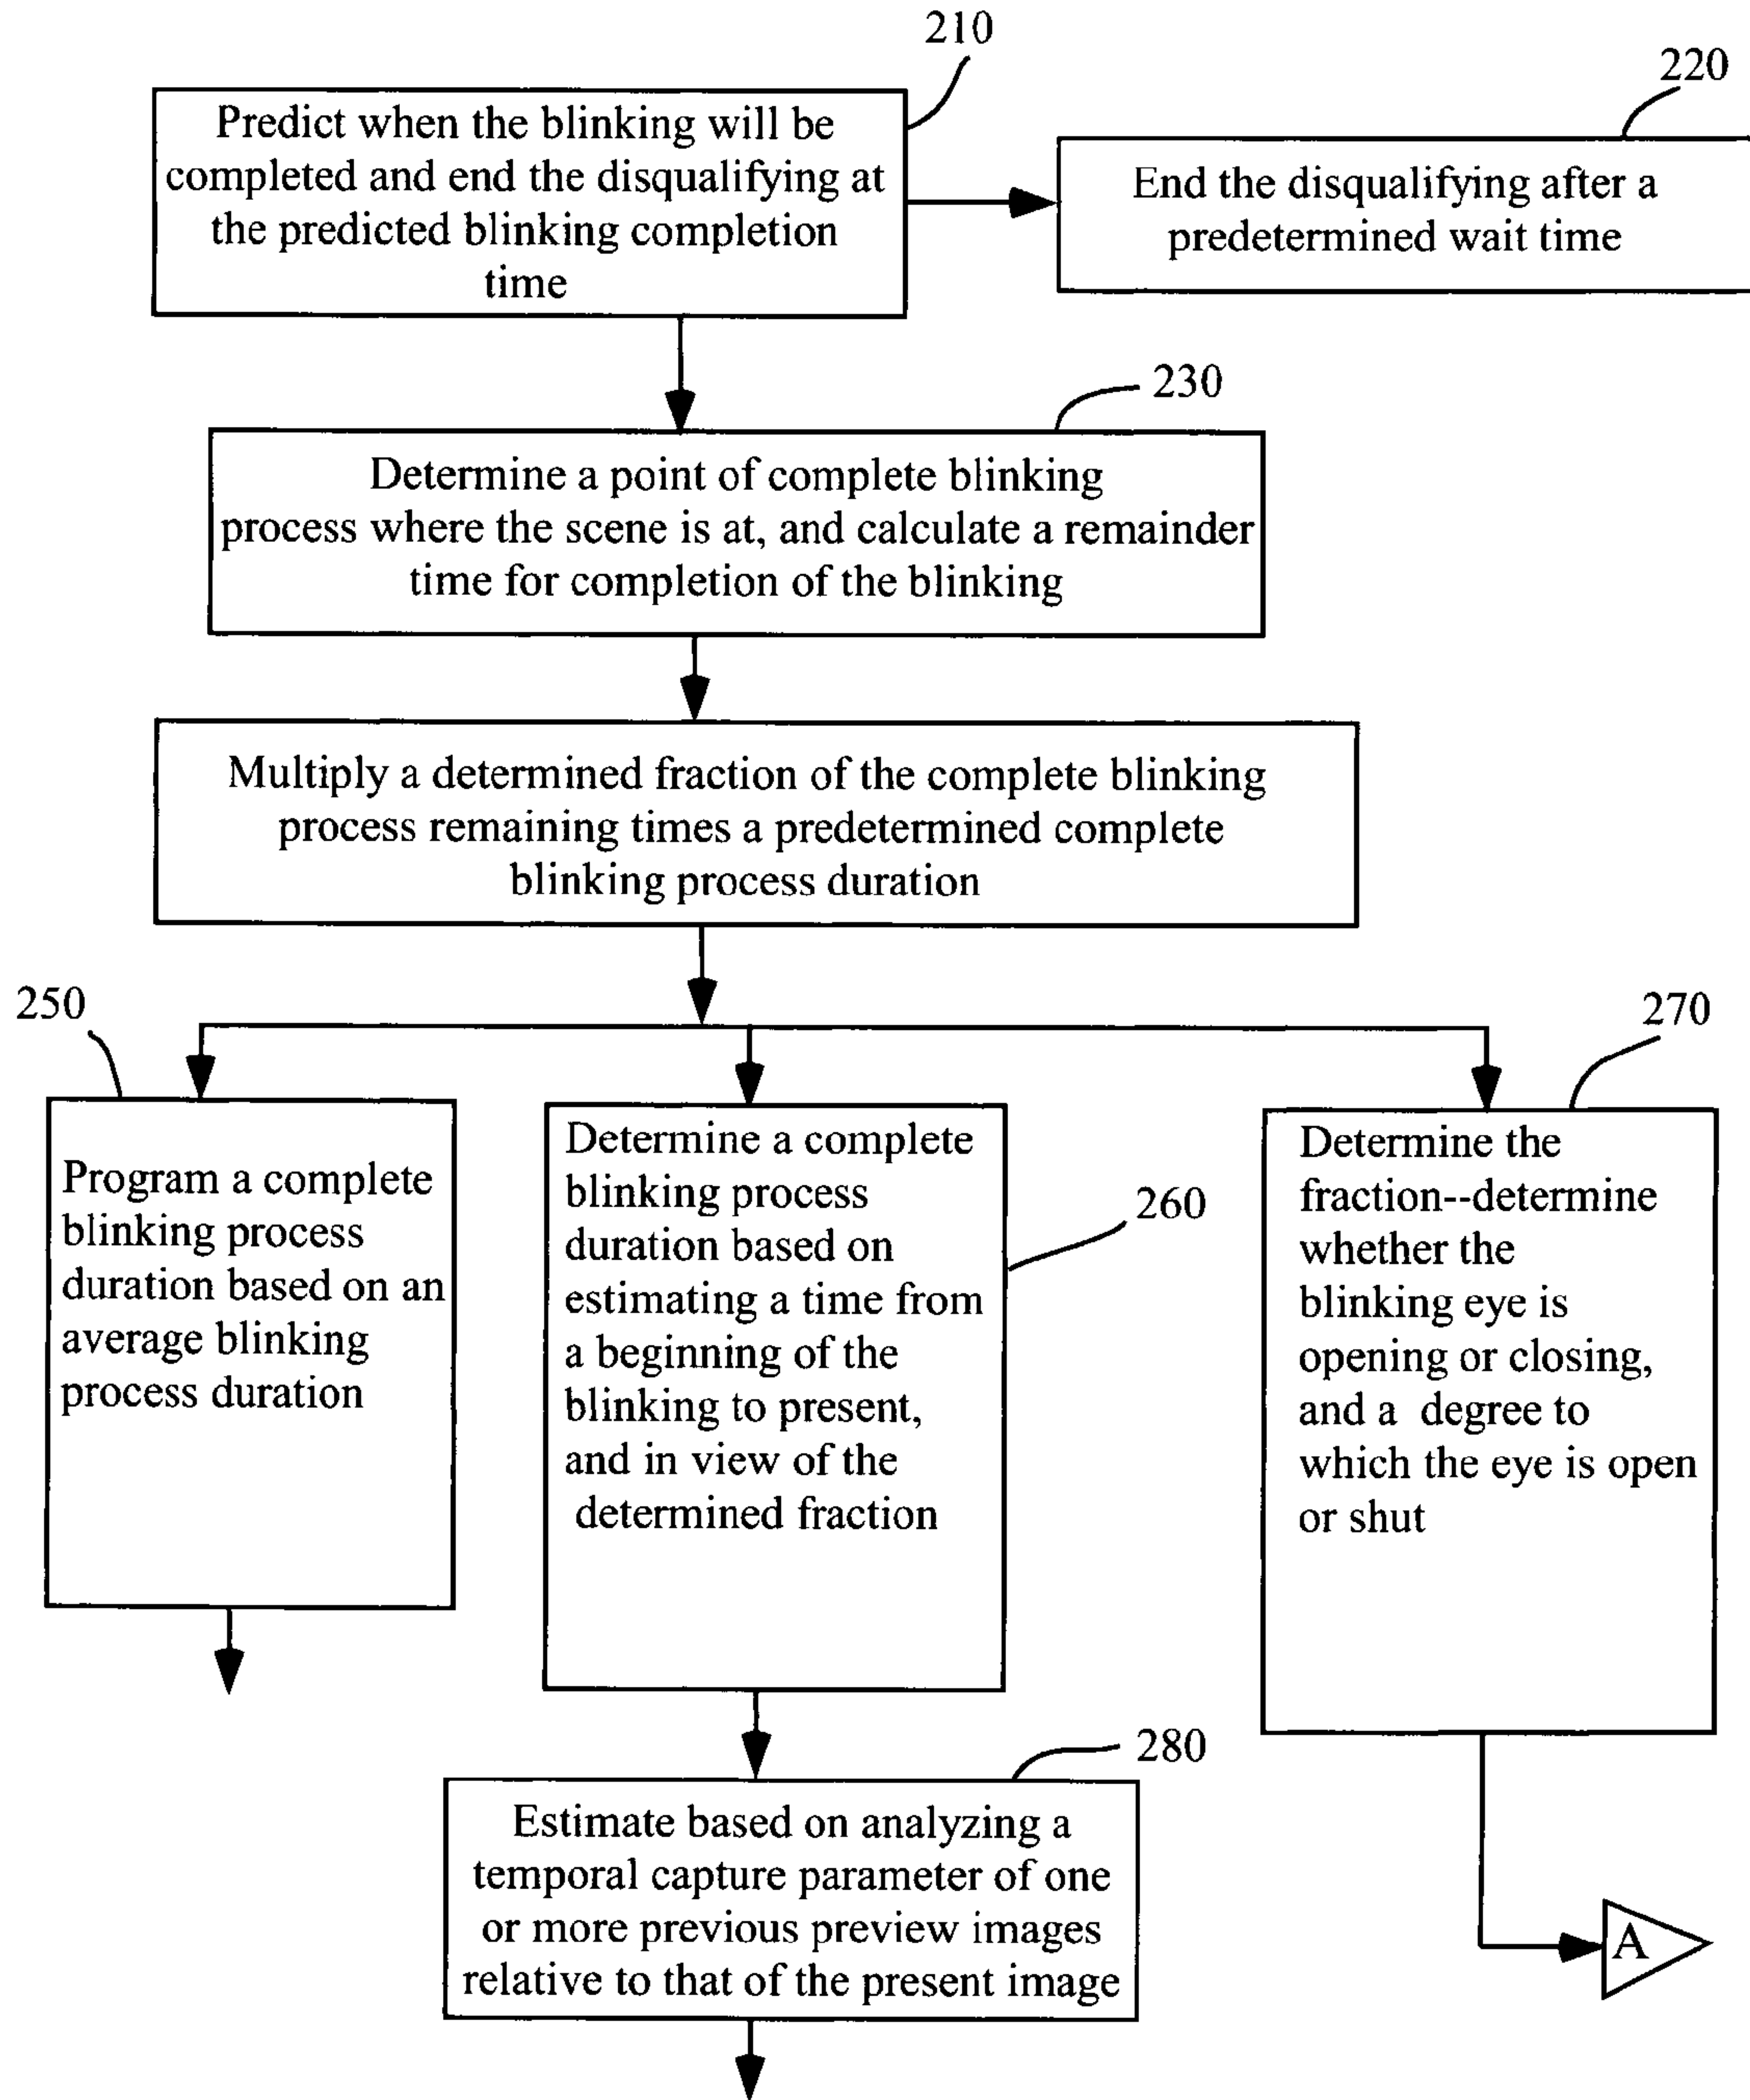 210
Predict when the blinking will be
completed and end the disqualifying at
the predicted blinking completion
time
220
End the disqualifying after a
predetermined wait time
230
Determine a point of complete blinking
process where the scene is at, and calculate a remainder
time for completion of the blinking
Multiply a determined fraction of the complete blinking
process remaining times a predetermined complete
blinking process duration
250
Program a complete
blinking process
duration based on an
average blinking
process duration
260
Determine a complete
blinking process
duration based on
estimating a time from
a beginning of the
blinking to present,
and in view of the
determined fraction
270
Determine the
fraction--determine
whether the
blinking eye is
opening or closing,
and a degree to
which the eye is open
or shut
280
Estimate based on analyzing a
temporal capture parameter of one
or more previous preview images
relative to that of the present image
A